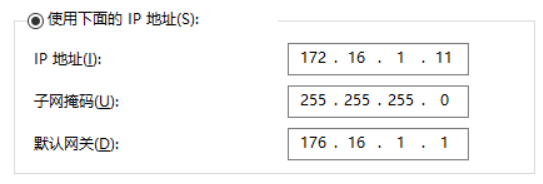 使用下面的 IP 地址(S):
IP 地址(I): 172 . 16 . 1 . 11
子网掩码(U): 255 . 255 . 255 . 0
默认网关(D): 176 . 16 . 1 . 1